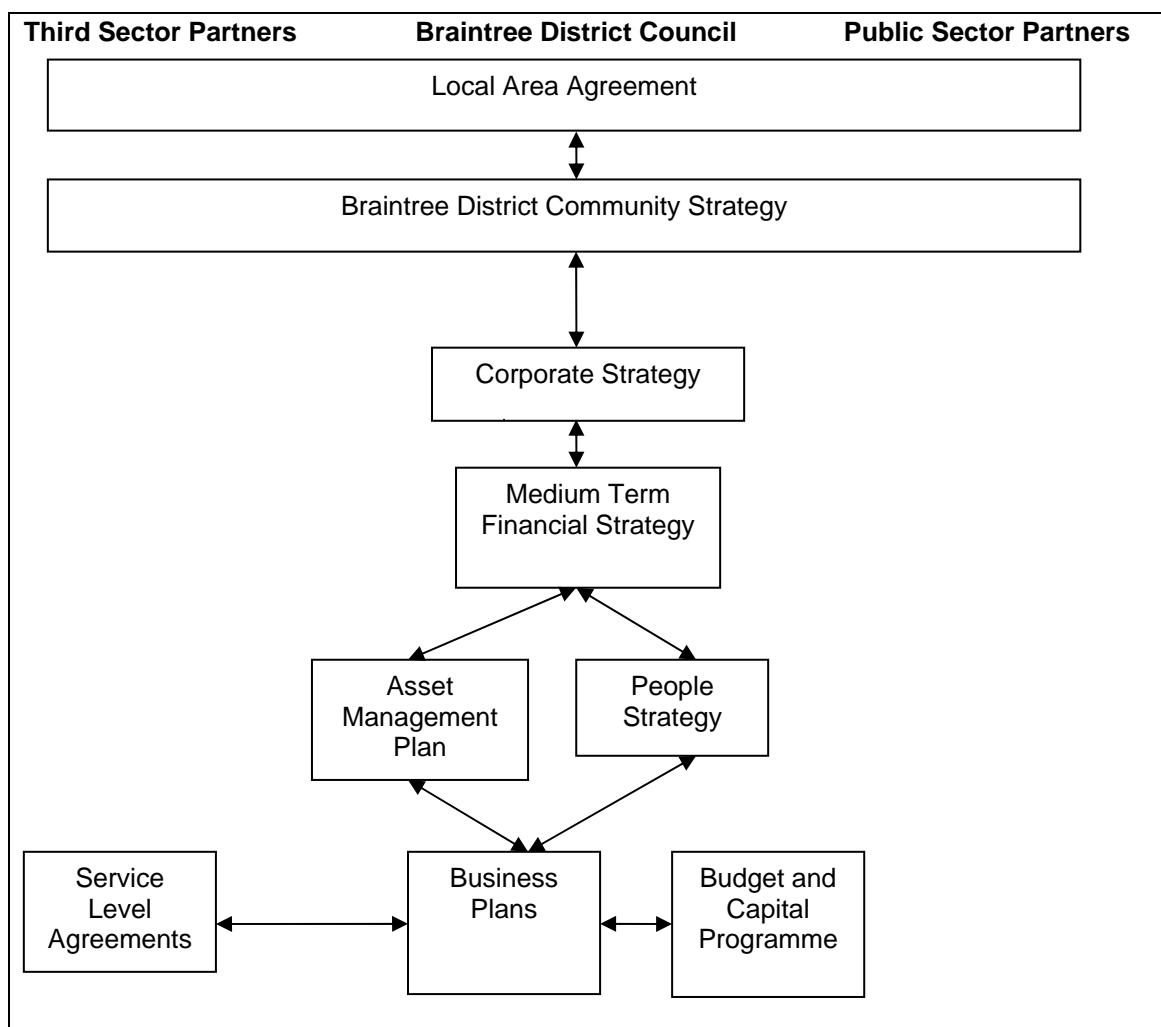 Third Sector Partners Braintree District Council Public Sector Partners
Local Area Agreement
Braintree District Community Strategy
Corporate Strategy
Medium Term
Financial Strategy
Asset
Management
Plan
People
Strategy
Service
Level
Agreements
Business
Plans
Budget and
Capital
Programme